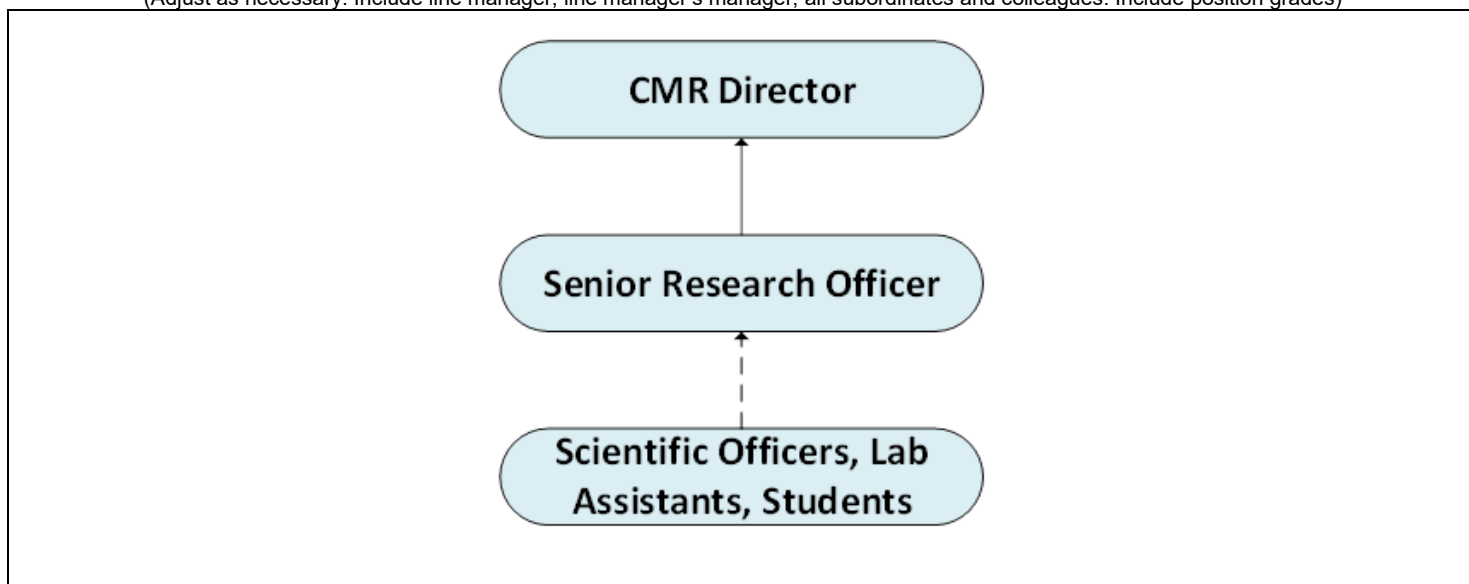 (Adjust as necessary. Include line manager, line manager's manager, all subordinates and colleagues. Include position grades)
CMR Director
Senior Research Officer
Scientific Officers, Lab
Assistants, Students